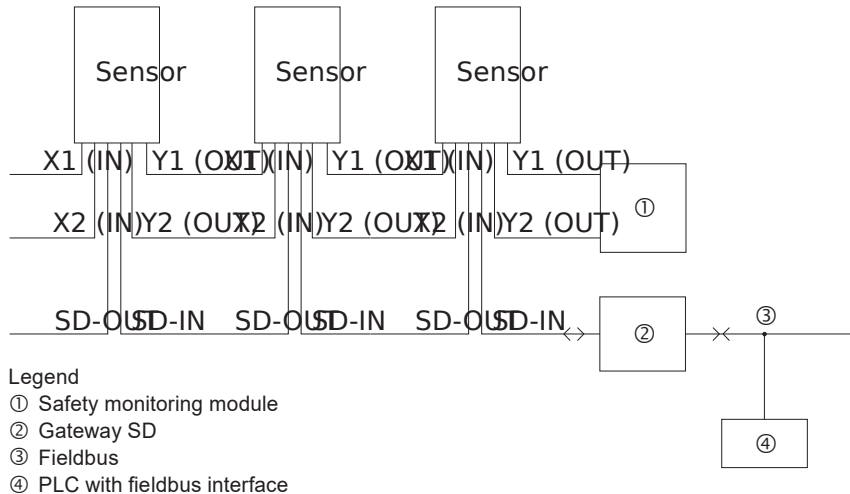 Sensor Sensor Sensor
X1 (IN) Y1 (OUT) X1 (IN) Y1 (OUT) X1 (IN) Y1 (OUT)
①
X2 (IN) Y2 (OUT) X2 (IN) Y2 (OUT) X2 (IN) Y2 (OUT)
SD-OUT SD-IN SD-OUT SD-IN SD-OUT SD-IN
③
②
Legend
① Safety monitoring module
② Gateway SD
③ Fieldbus
④
④ PLC with fieldbus interface